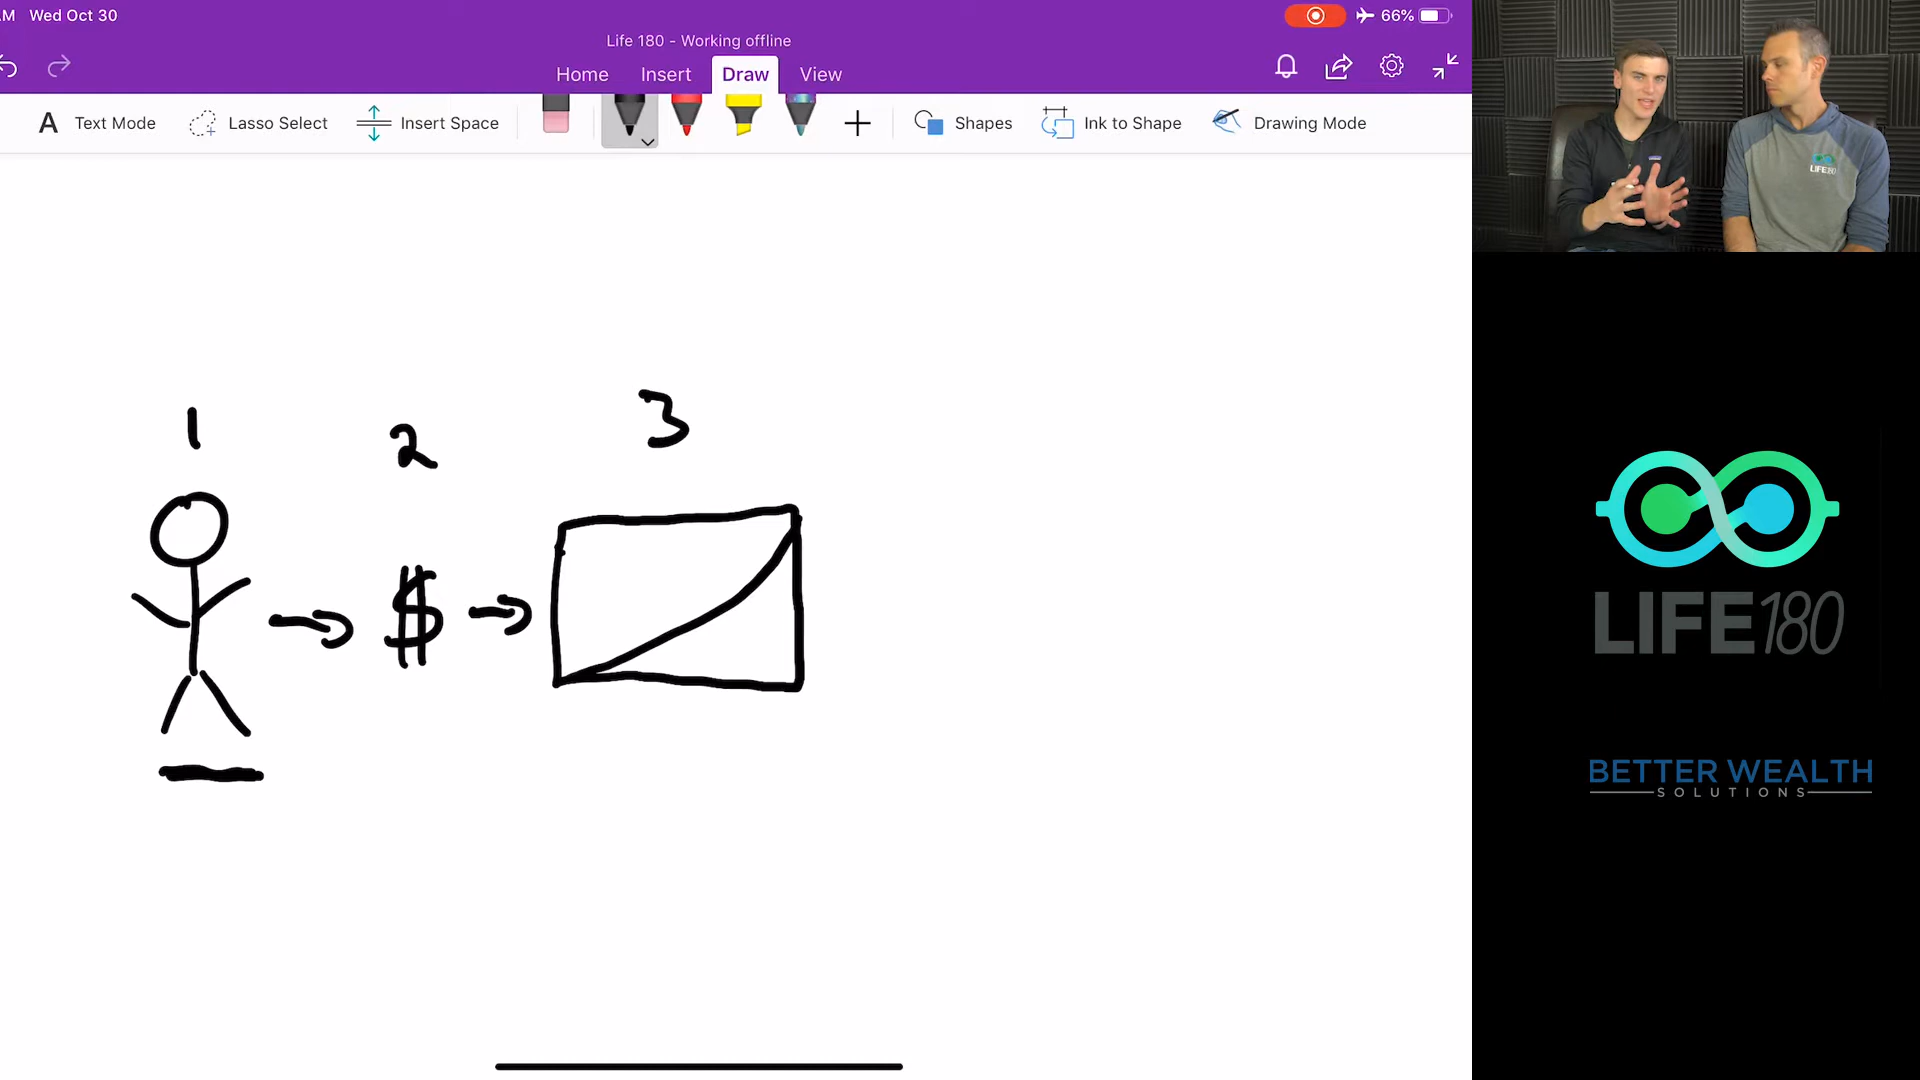 M Wed Oct 30
66%
Life 180 - Working offline
Home Insert Draw View
A Text Mode Lasso Select Insert Space Shapes Ink to Shape Drawing Mode
1 2 3
$
LIFE180
LIFE180
BETTER WEALTH
SOLUTIONS